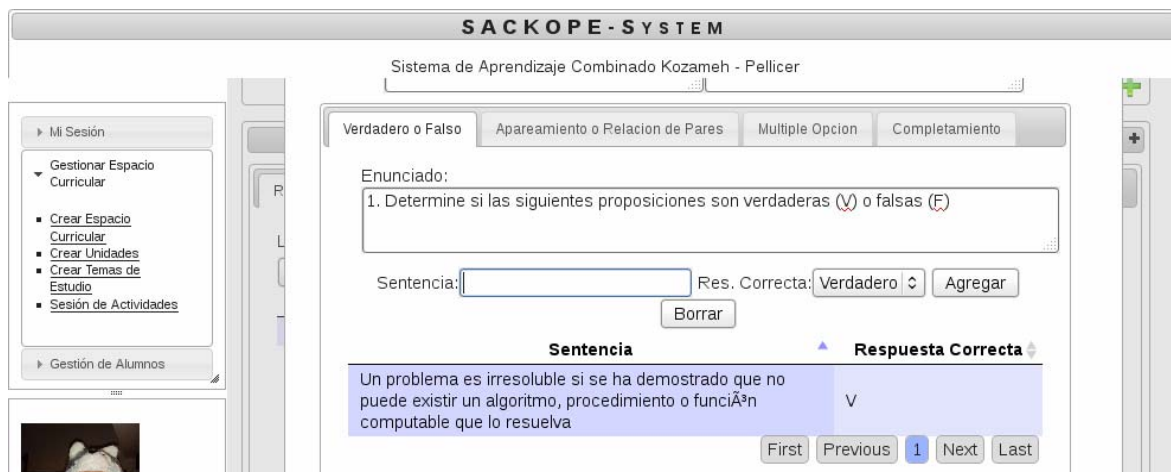 SACKOPE-SYSTEM
Sistema de Aprendizaje Combinado Kozameh - Pellicer
Mi Sesión
Gestionar Espacio
Curricular
Crear Espacio
Curricular
Crear Unidades
Crear Temas de
Estudio
Sesión de Actividades
Gestión de Alumnos
R
L
Verdadero o Falso
Apareamiento o Relacion de Pares
Multiple Opcion
Completamiento
Enunciado:
1. Determine si las siguientes proposiciones son verdaderas (V) o falsas (F)
Sentencia:
Res. Correcta:
Verdadero
Agregar
Borrar
Sentencia
Respuesta Correcta
Un problema es irresoluble si se ha demostrado que no
puede existir un algoritmo, procedimiento o funciÃ³n
computable que lo resuelva
V
First
Previous
1
Next
Last